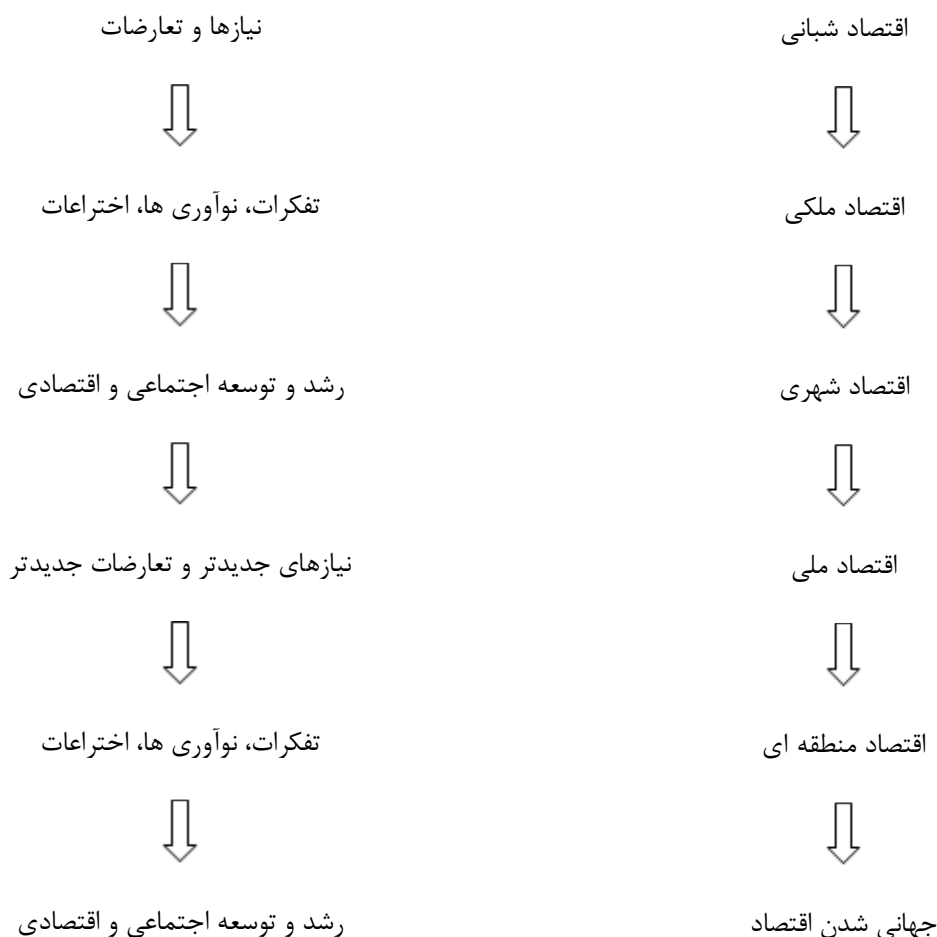 اقتصاد شبانی
نیازها و تعارضات
اقتصاد ملکی
تفکرات، نوآوری ها، اختراعات
اقتصاد شهری
رشد و توسعه اجتماعی و اقتصادی
اقتصاد ملی
نیازهای جدیدتر و تعارضات جدیدتر
اقتصاد منطقه ای
تفکرات، نوآوری ها، اختراعات
جهانی شدن اقتصاد
رشد و توسعه اجتماعی و اقتصادی